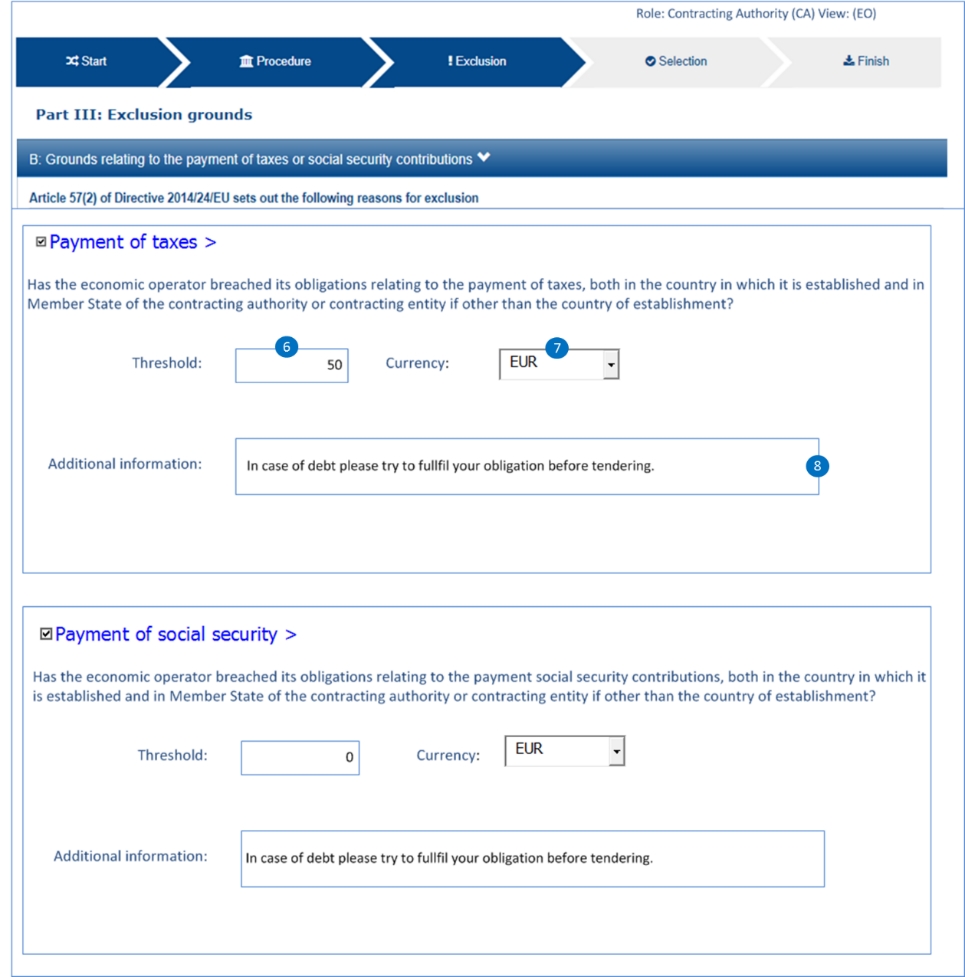 Role: Contracting Authority (CA) View: (EO)
Start
Procedure
Exclusion
Selection
Finish
Part III: Exclusion grounds
B: Grounds relating to the payment of taxes or social security contributions
Article 57(2) of Directive 2014/24/EU sets out the following reasons for exclusion
Payment of taxes >
Has the economic operator breached its obligations relating to the payment of taxes, both in the country in which it is established and in
Member State of the contracting authority or contracting entity if other than the country of establishment?
6
7
Threshold: 50 Currency: EUR
Additional information: In case of debt please try to fullfil your obligation before tendering. 8
Payment of social security >
Has the economic operator breached its obligations relating to the payment social security contributions, both in the country in which it
is established and in Member State of the contracting authority or contracting entity if other than the country of establishment?
Threshold: 0 Currency: EUR
Additional information: In case of debt please try to fullfil your obligation before tendering.